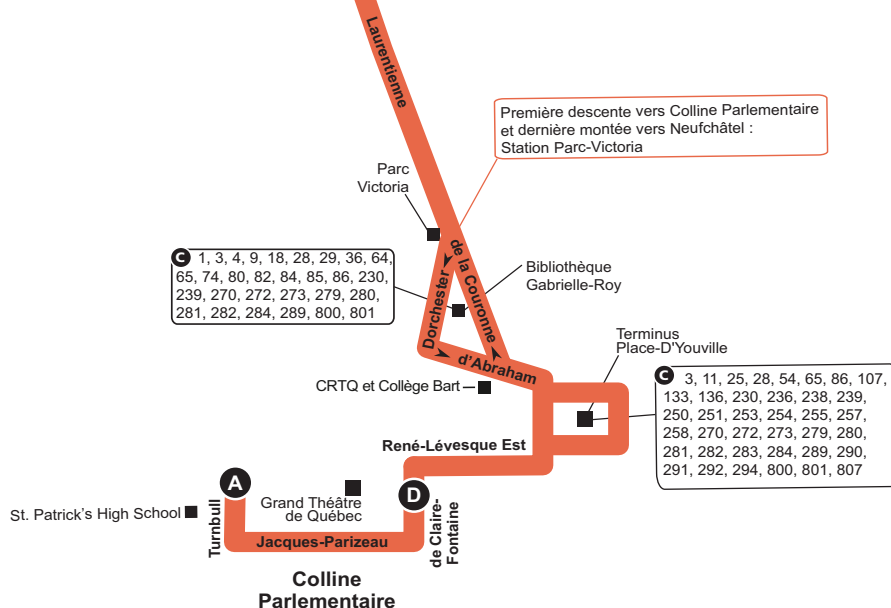 Laurentienne
Première descente vers Colline Parlementaire
et dernière montée vers Neufchâtel :
Station Parc-Victoria
Parc
Victoria
de la Couronne
C 1, 3, 4, 9, 18, 28, 29, 36, 64,
65, 74, 80, 82, 84, 85, 86, 230,
239, 270, 272, 273, 279, 280,
281, 282, 284, 289, 800, 801
Dorchester
Bibliothèque
Gabrielle-Roy
d'Abraham
Terminus
Place-D'Youville
CRTQ et Collège Bart
C 3, 11, 25, 28, 54, 65, 86, 107,
133, 136, 230, 236, 238, 239,
250, 251, 253, 254, 255, 257,
258, 270, 272, 273, 279, 280,
281, 282, 283, 284, 289, 290,
291, 292, 294, 800, 801, 807
René-Lévesque Est
A
D
Grand Théâtre
de Québec
St. Patrick's High School
Turnbull
Jacques-Parizeau
de Claire-
Fontaine
Colline
Parlementaire